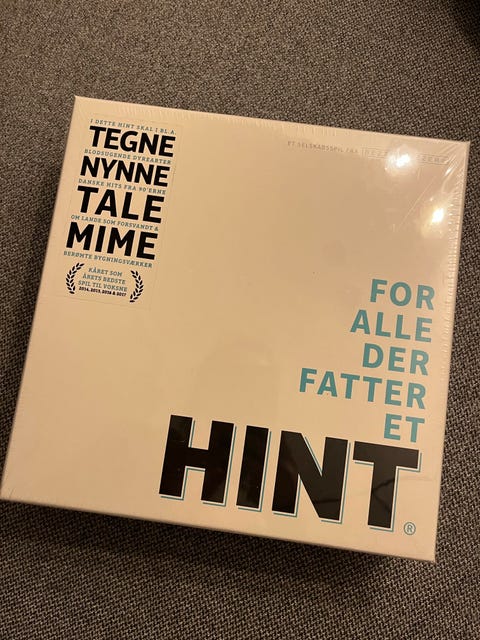 I DETTE HINT SKAL I BL.A.
TEGNE
BLODSUGENDE DYREARTER
NYNNE
DANSKE HITS FRA 90'ERNE
TALE
OM LANDE SOM FORSVANDT &
MIME
BERØMTE BYGNINGSVÆRKER
KÅRET SOM
ÅRETS BEDSTE
SPIL TIL VOKSNE
2014, 2015, 2016 & 2017
ET SELSKABSSPIL FRA
FOR
ALLE
DER
FATTER
ET
HINT®